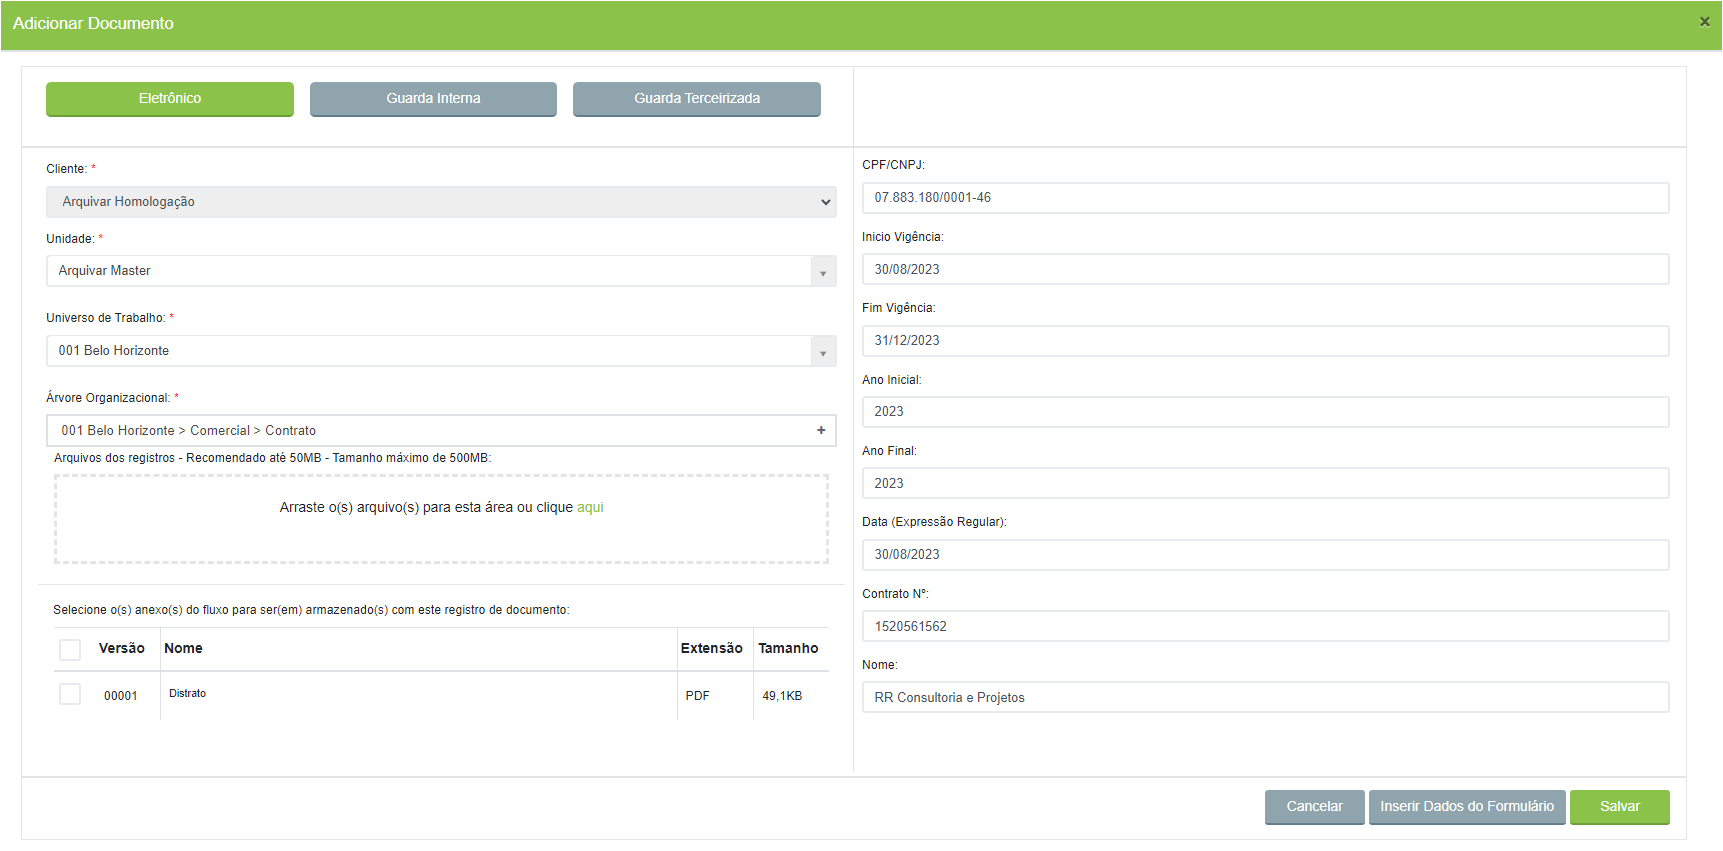 Adicionar Documento
×
Eletrônico
Guarda Interna
Guarda Terceirizada
Cliente: *
Arquivar Homologação
Unidade: *
Arquivar Master
Universo de Trabalho: *
001 Belo Horizonte
Árvore Organizacional: *
001 Belo Horizonte > Comercial > Contrato
+
Arquivos dos registros - Recomendado até 50MB - Tamanho máximo de 500MB:
Arraste o(s) arquivo(s) para esta área ou clique aqui
Selecione o(s) anexo(s) do fluxo para ser(em) armazenado(s) com este registro de documento:
Versão Nome Extensão Tamanho
00001 Distrato PDF 49,1KB
CPF/CNPJ:
07.883.180/0001-46
Inicio Vigência:
30/08/2023
Fim Vigência:
31/12/2023
Ano Inicial:
2023
Ano Final:
2023
Data (Expressão Regular):
30/08/2023
Contrato Nº:
1520561562
Nome:
RR Consultoria e Projetos
Cancelar
Inserir Dados do Formulário
Salvar